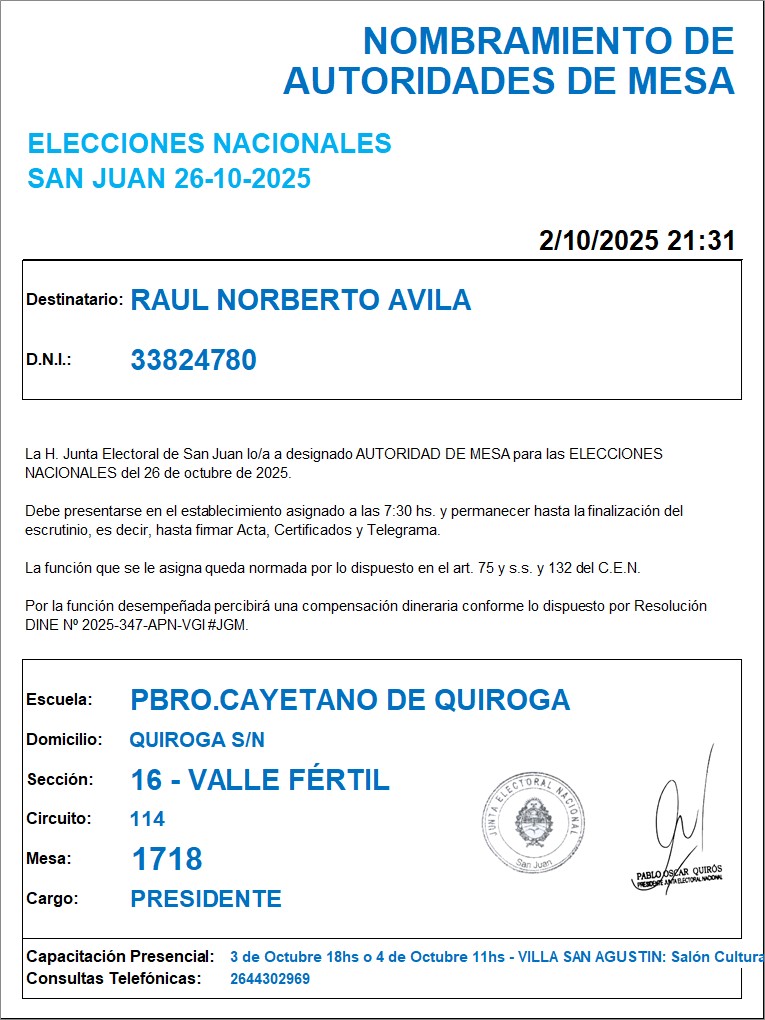 NOMBRAMIENTO DE
AUTORIDADES DE MESA
ELECCIONES NACIONALES
SAN JUAN 26-10-2025
2/10/2025 21:31
Destinatario: RAUL NORBERTO AVILA
D.N.I.: 33824780
La H. Junta Electoral de San Juan lo/a a designado AUTORIDAD DE MESA para las ELECCIONES
NACIONALES del 26 de octubre de 2025.
Debe presentarse en el establecimiento asignado a las 7:30 hs. y permanecer hasta la finalización del
escrutinio, es decir, hasta firmar Acta, Certificados y Telegrama.
La función que se le asigna queda normada por lo dispuesto en el art. 75 y s.s. y 132 del C.E.N.
Por la función desempeñada percibirá una compensación dineraria conforme lo dispuesto por Resolución
DINE Nº 2025-347-APN-VGI#JGM.
Escuela: PBRO.CAYETANO DE QUIROGA
Domicilio: QUIROGA S/N
Sección: 16 - VALLE FÉRTIL
Circuito: 114
Mesa: 1718
Cargo: PRESIDENTE
JUNTA ELECTORAL NACIONAL
San Juan
PABLO OSCAR QUIRÓS
PRESIDENTE JUNTA ELECTORAL NACIONAL
Capacitación Presencial: 3 de Octubre 18hs o 4 de Octubre 11hs - VILLA SAN AGUSTIN: Salón Cultura
Consultas Telefónicas: 2644302969